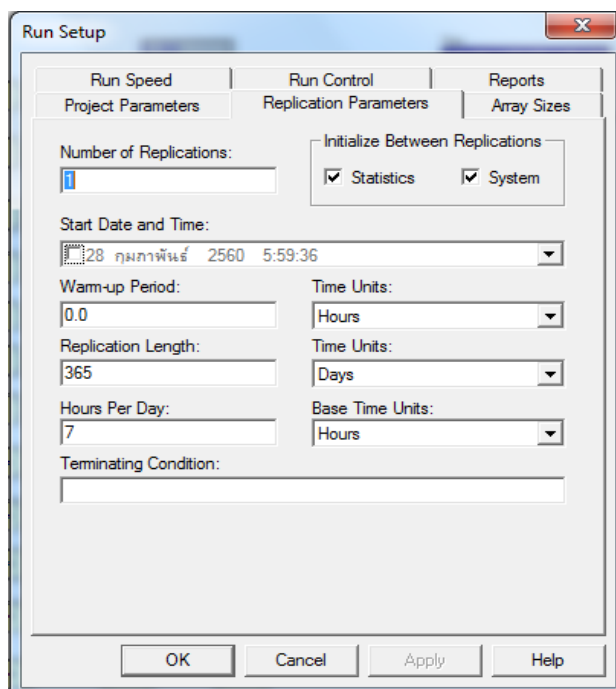 Run Setup
Run Speed Run Control Reports
Project Parameters Replication Parameters Array Sizes
Number of Replications:
1
Initialize Between Replications
Statistics System
Start Date and Time:
28 กุมภาพันธ์ 2560 5:59:36
Warm-up Period: Time Units:
0.0 Hours
Replication Length: Time Units:
365 Days
Hours Per Day: Base Time Units:
7 Hours
Terminating Condition:
OK Cancel Apply Help